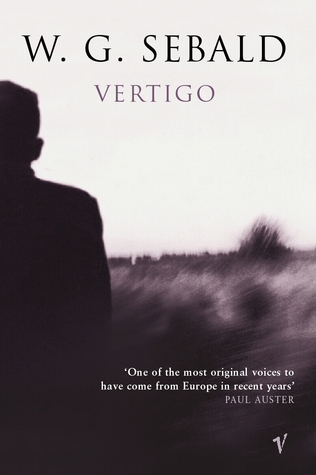 W. G. SEBALD
VERTIGO
‘One of the most original voices to
have come from Europe in recent years’
PAUL AUSTER
V